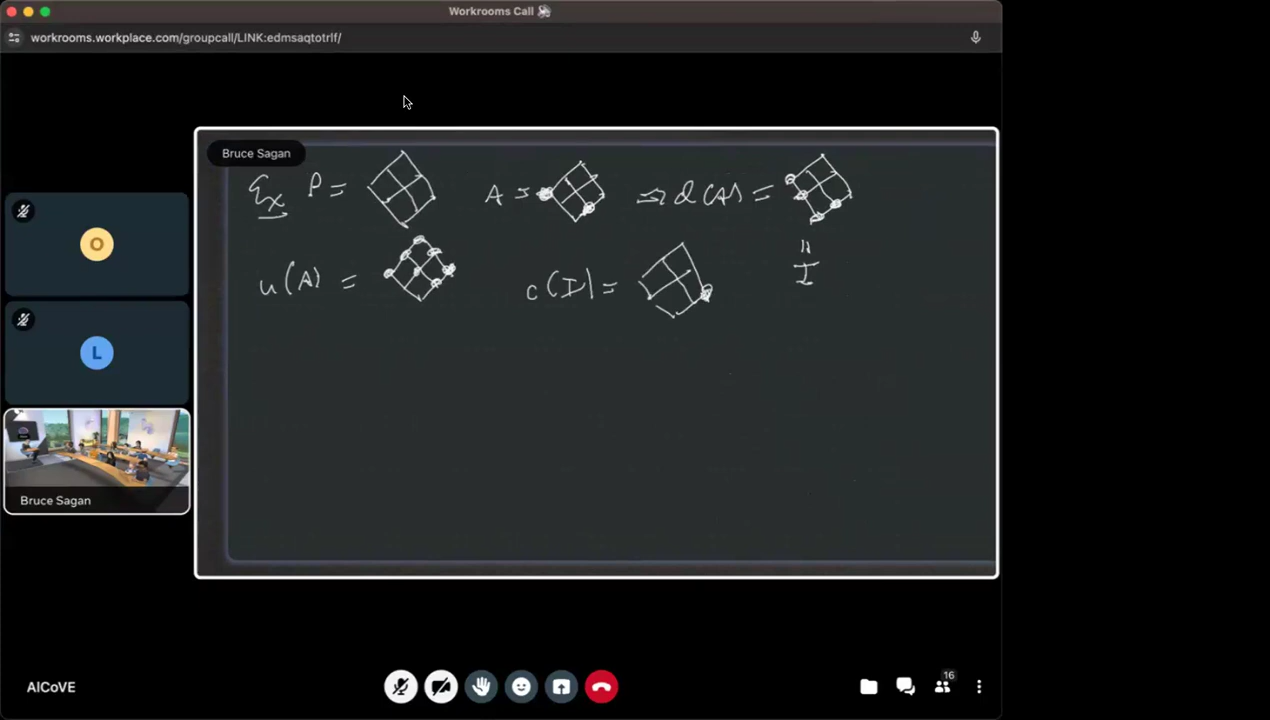 Workrooms Call
workrooms.workplace.com/groupcall/LINK:edmsaqtotrlf/
Bruce Sagan
Ex P = A = ⇒ d(A) =
"
I
u(A) = c(I) =
O
L
Bruce Sagan
AICoVE
16